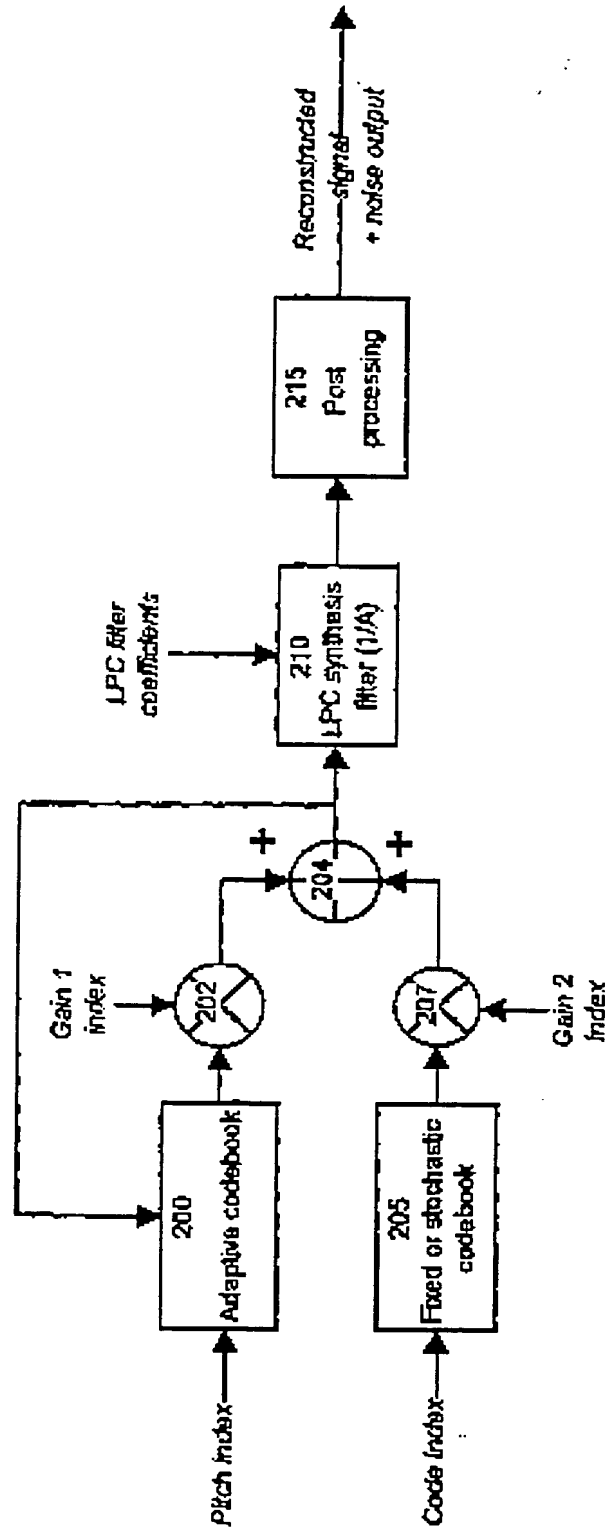 Pitch index
200
Adaptive codebook
Gain 1
index
202
+
204
+
Code index
205
Fixed or stochastic
codebook
207
Gain 2
index
LPC filter
coefficients
210
LPC synthesis
filter (1/A)
215
Post
processing
Reconstructed
signal
+ noise output